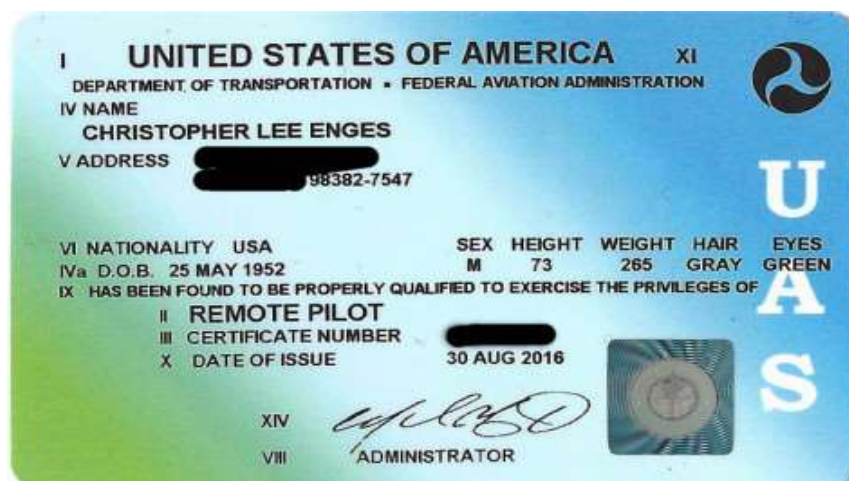 I UNITED STATES OF AMERICA XI
DEPARTMENT OF TRANSPORTATION • FEDERAL AVIATION ADMINISTRATION
IV NAME
CHRISTOPHER LEE ENGES
V ADDRESS
98382-7547
VI NATIONALITY USA SEX HEIGHT WEIGHT HAIR EYES
IVa D.O.B. 25 MAY 1952 M 73 265 GRAY GREEN
IX HAS BEEN FOUND TO BE PROPERLY QUALIFIED TO EXERCISE THE PRIVILEGES OF
II REMOTE PILOT
III CERTIFICATE NUMBER
X DATE OF ISSUE 30 AUG 2016
XIV
VIII ADMINISTRATOR
UAS